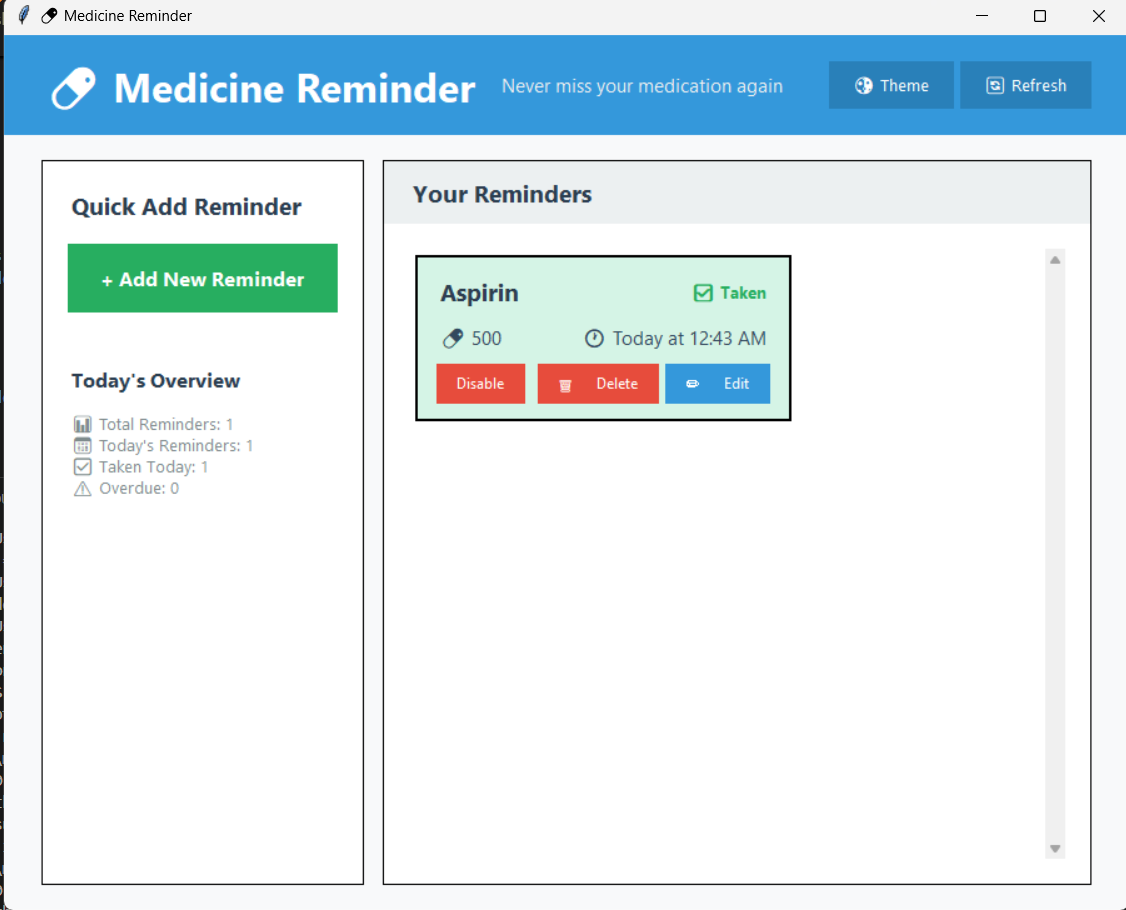 Medicine Reminder
Medicine Reminder
Never miss your medication again
Theme
Refresh
Quick Add Reminder
+ Add New Reminder
Today's Overview
Total Reminders: 1
Today's Reminders: 1
Taken Today: 1
Overdue: 0
Your Reminders
Aspirin
Taken
500
Today at 12:43 AM
Disable
Delete
Edit